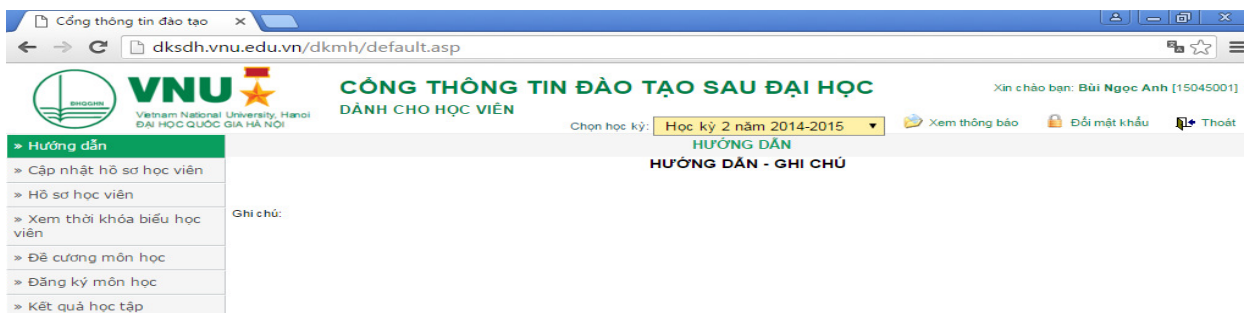 Cổng thông tin đào tạo
dksdh.vnu.edu.vn/dkmh/default.asp
ĐHQGHN
VNU
Vietnam National University, Hanoi
ĐẠI HỌC QUỐC GIA HÀ NỘI
CỔNG THÔNG TIN ĐÀO TẠO SAU ĐẠI HỌC
DÀNH CHO HỌC VIÊN
Xin chào bạn: Bùi Ngọc Anh [15045001]
Chọn học kỳ: Học kỳ 2 năm 2014-2015 Xem thông báo Đổi mật khẩu Thoát
» Hướng dẫn
» Cập nhật hồ sơ học viên
» Hồ sơ học viên
» Xem thời khóa biểu học
viên
» Đề cương môn học
» Đăng ký môn học
» Kết quả học tập
HƯỚNG DẪN
HƯỚNG DẪN - GHI CHÚ
Ghi chú: